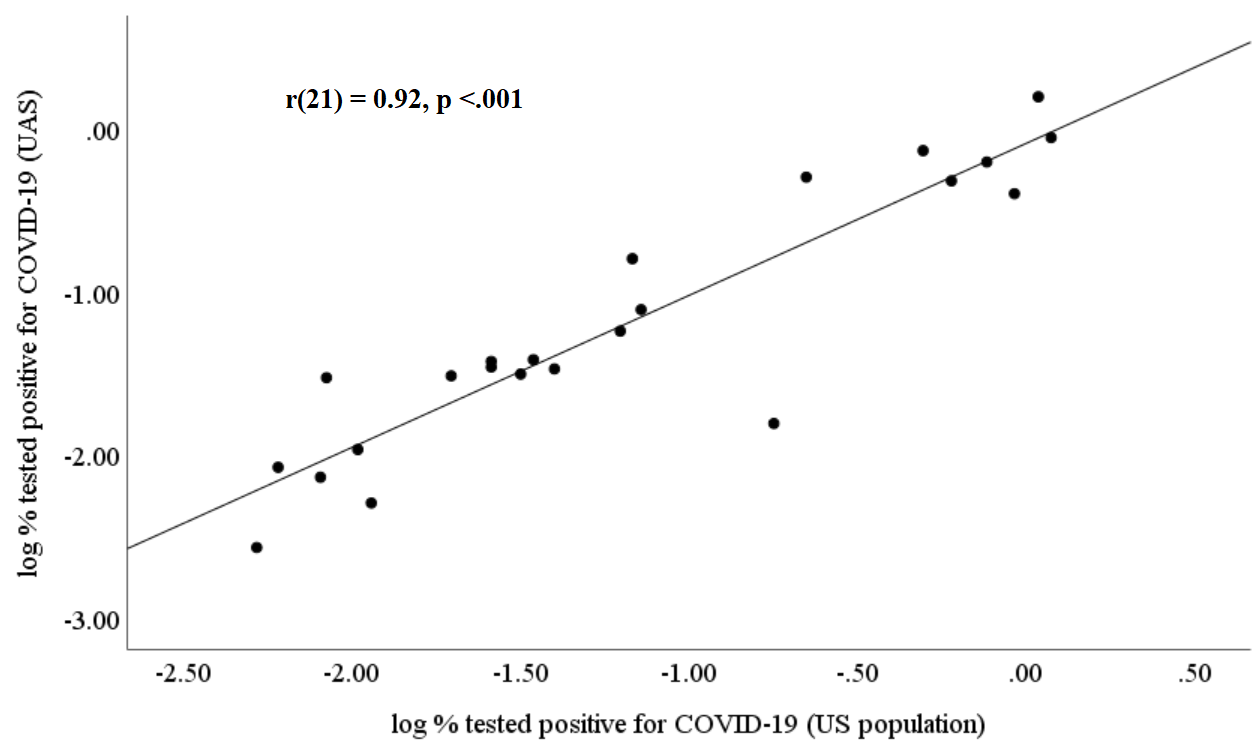 r(21) = 0.92, p <.001
log % tested positive for COVID-19 (UAS)
.00
-1.00
-2.00
-3.00
-2.50 -2.00 -1.50 -1.00 -.50 .00 .50
log % tested positive for COVID-19 (US population)